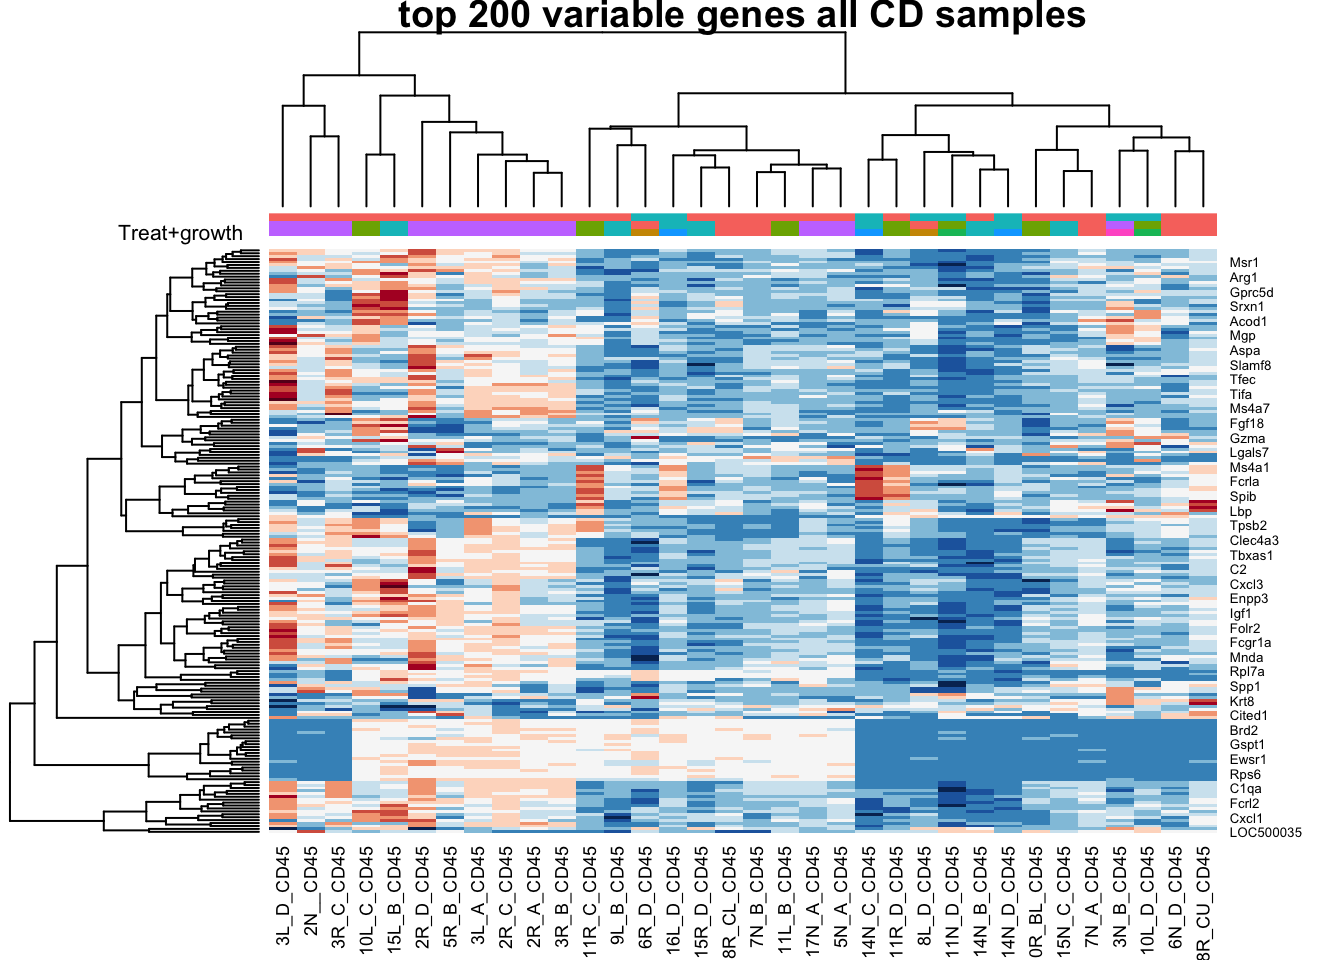 top 200 variable genes all CD samples
Treat+growth
Msr1
Arg1
Gprc5d
Srxn1
Acod1
Mgp
Aspa
Slamf8
Tfec
Tifa
Ms4a7
Fgf18
Gzma
Lgals7
Ms4a1
Fcrla
Spib
Lbp
Tpsb2
Clec4a3
Tbxas1
C2
Cxcl3
Enpp3
Igf1
Folr2
Fcgr1a
Mnda
Rpl7a
Spp1
Krt8
Cited1
Brd2
Gspt1
Ewsr1
Rps6
C1qa
Fcrl2
Cxcl1
LOC500035
3L_D_CD45
2N__CD45
3R_C_CD45
10L_C_CD45
15L_B_CD45
2R_D_CD45
5R_B_CD45
3L_A_CD45
2R_C_CD45
2R_A_CD45
3R_B_CD45
11R_C_CD45
9L_B_CD45
6R_D_CD45
16L_D_CD45
15R_D_CD45
8R_CL_CD45
7N_B_CD45
11L_B_CD45
17N_A_CD45
5N_A_CD45
14N_C_CD45
11R_D_CD45
8L_D_CD45
11N_D_CD45
14N_B_CD45
14N_D_CD45
0R_BL_CD45
15N_C_CD45
7N_A_CD45
3N_B_CD45
10L_D_CD45
6N_D_CD45
8R_CU_CD45